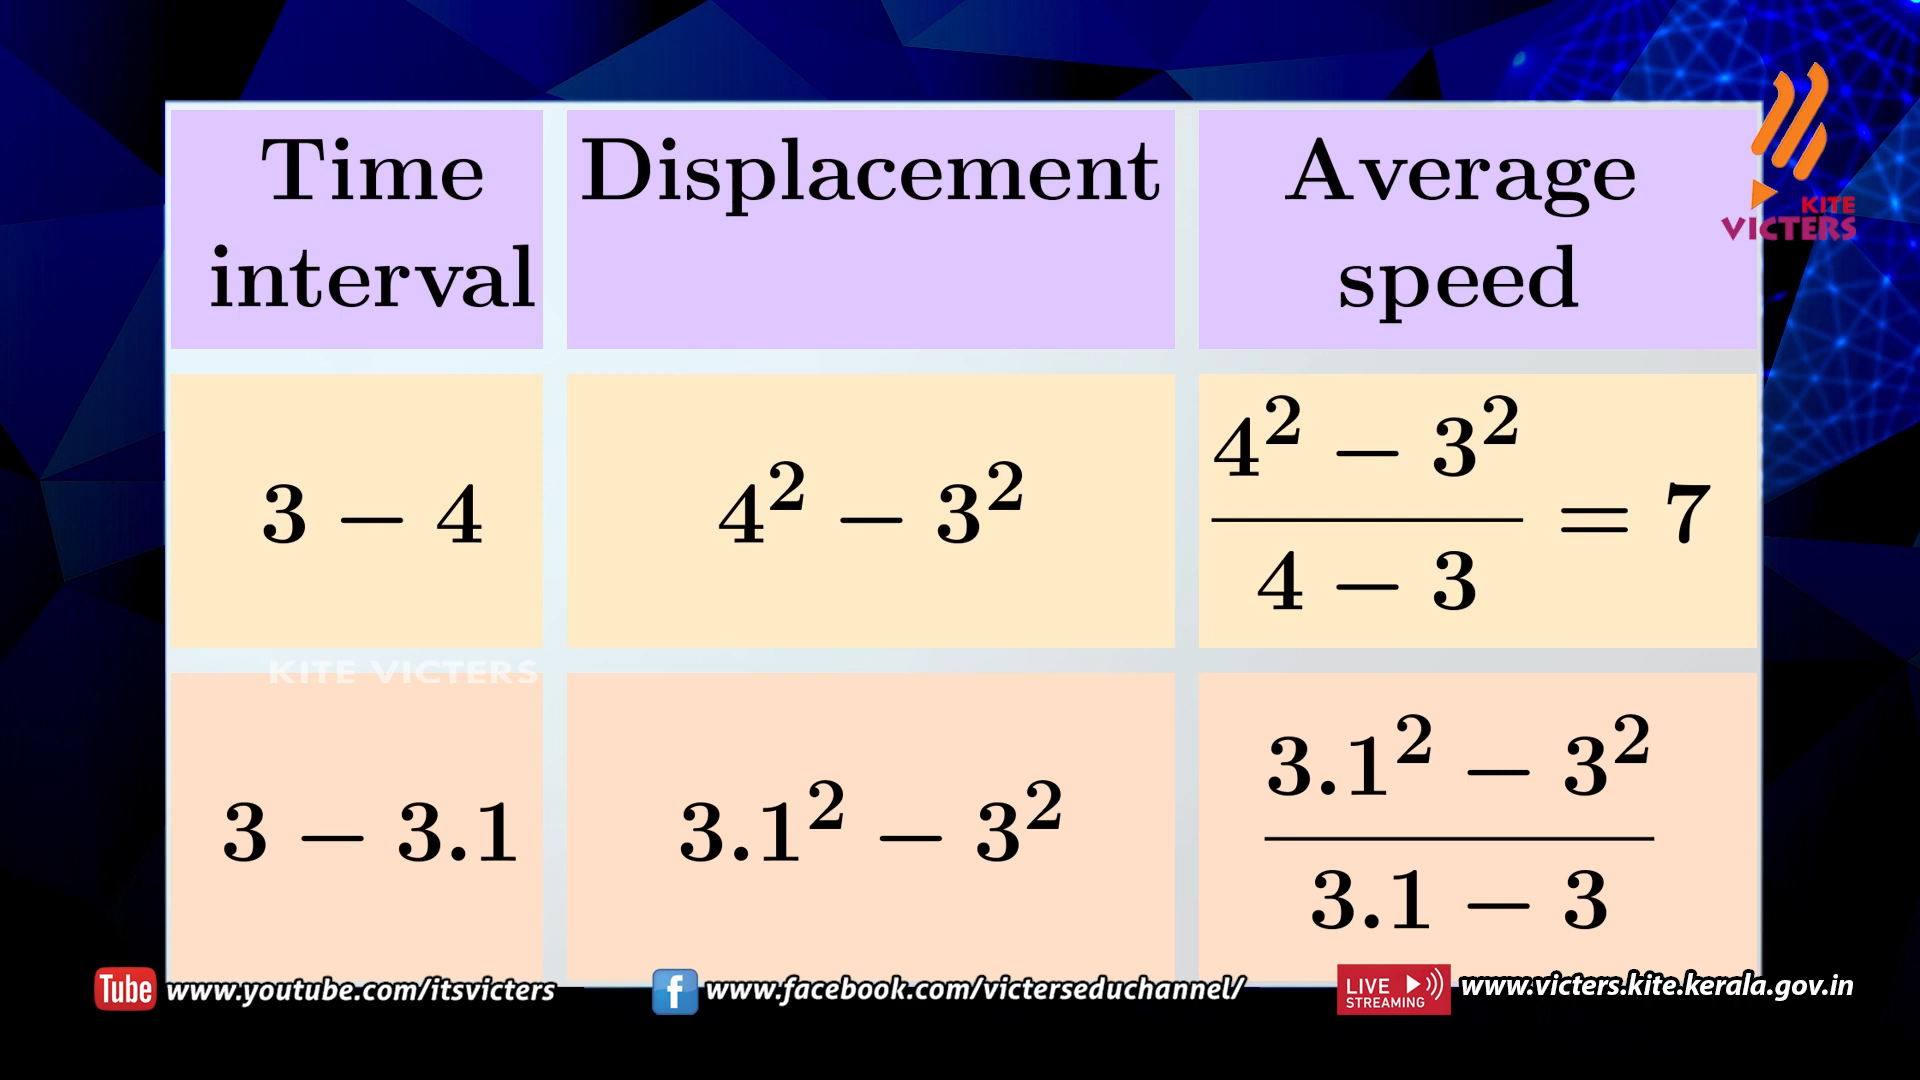 Time interval Displacement Average speed
3 − 4 4² − 3² (4² − 3²)/(4 − 3) = 7
3 − 3.1 3.1² − 3² (3.1² − 3²)/(3.1 − 3)
KITE VICTERS
KITE
VICTERS
Tube www.youtube.com/itsvicters
f www.facebook.com/victerseduchannel/
LIVE STREAMING www.victers.kite.kerala.gov.in